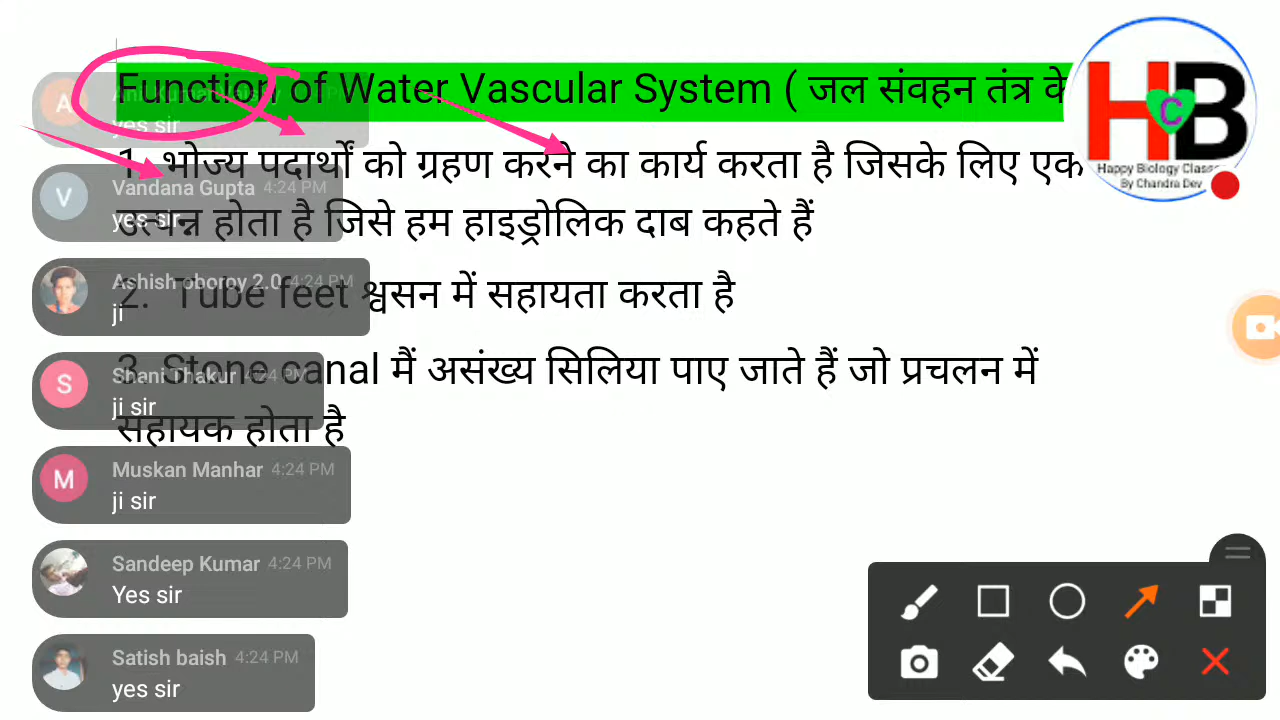 Function of Water Vascular System ( जल संवहन तंत्र के
1. भोज्य पदार्थों को ग्रहण करने का कार्य करता है जिसके लिए एक
उत्पन्न होता है जिसे हम हाइड्रोलिक दाब कहते हैं
2. Tube feet श्वसन में सहायता करता है
3. Stone canal मैं असंख्य सिलिया पाए जाते हैं जो प्रचलन में
सहायक होता है
A
yes sir
V
Vandana Gupta 4:24 PM
yes sir
Ashish oboroy 2.0 4:24 PM
ji
S
Shani Thakur 4:24 PM
ji sir
M
Muskan Manhar 4:24 PM
ji sir
Sandeep Kumar 4:24 PM
Yes sir
Satish baish 4:24 PM
yes sir
HCB
Happy Biology Classes
By Chandra Dev